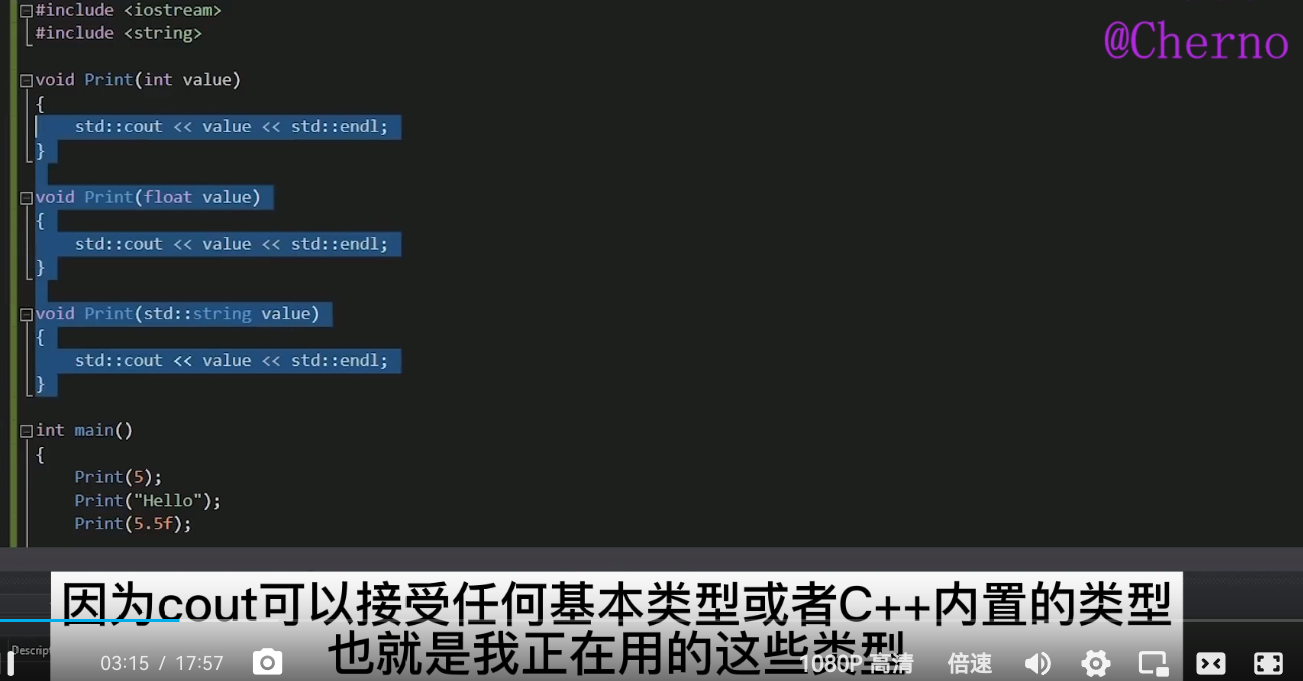 #include <iostream>
#include <string>
@Cherno
void Print(int value)
{
std::cout << value << std::endl;
}
void Print(float value)
{
std::cout << value << std::endl;
}
void Print(std::string value)
{
std::cout << value << std::endl;
}
int main()
{
Print(5);
Print("Hello");
Print(5.5f);
因为cout可以接受任何基本类型或者C++内置的类型
也就是我正在用的这些类型
Descript
03:15 / 17:57
1080P 高清
倍速